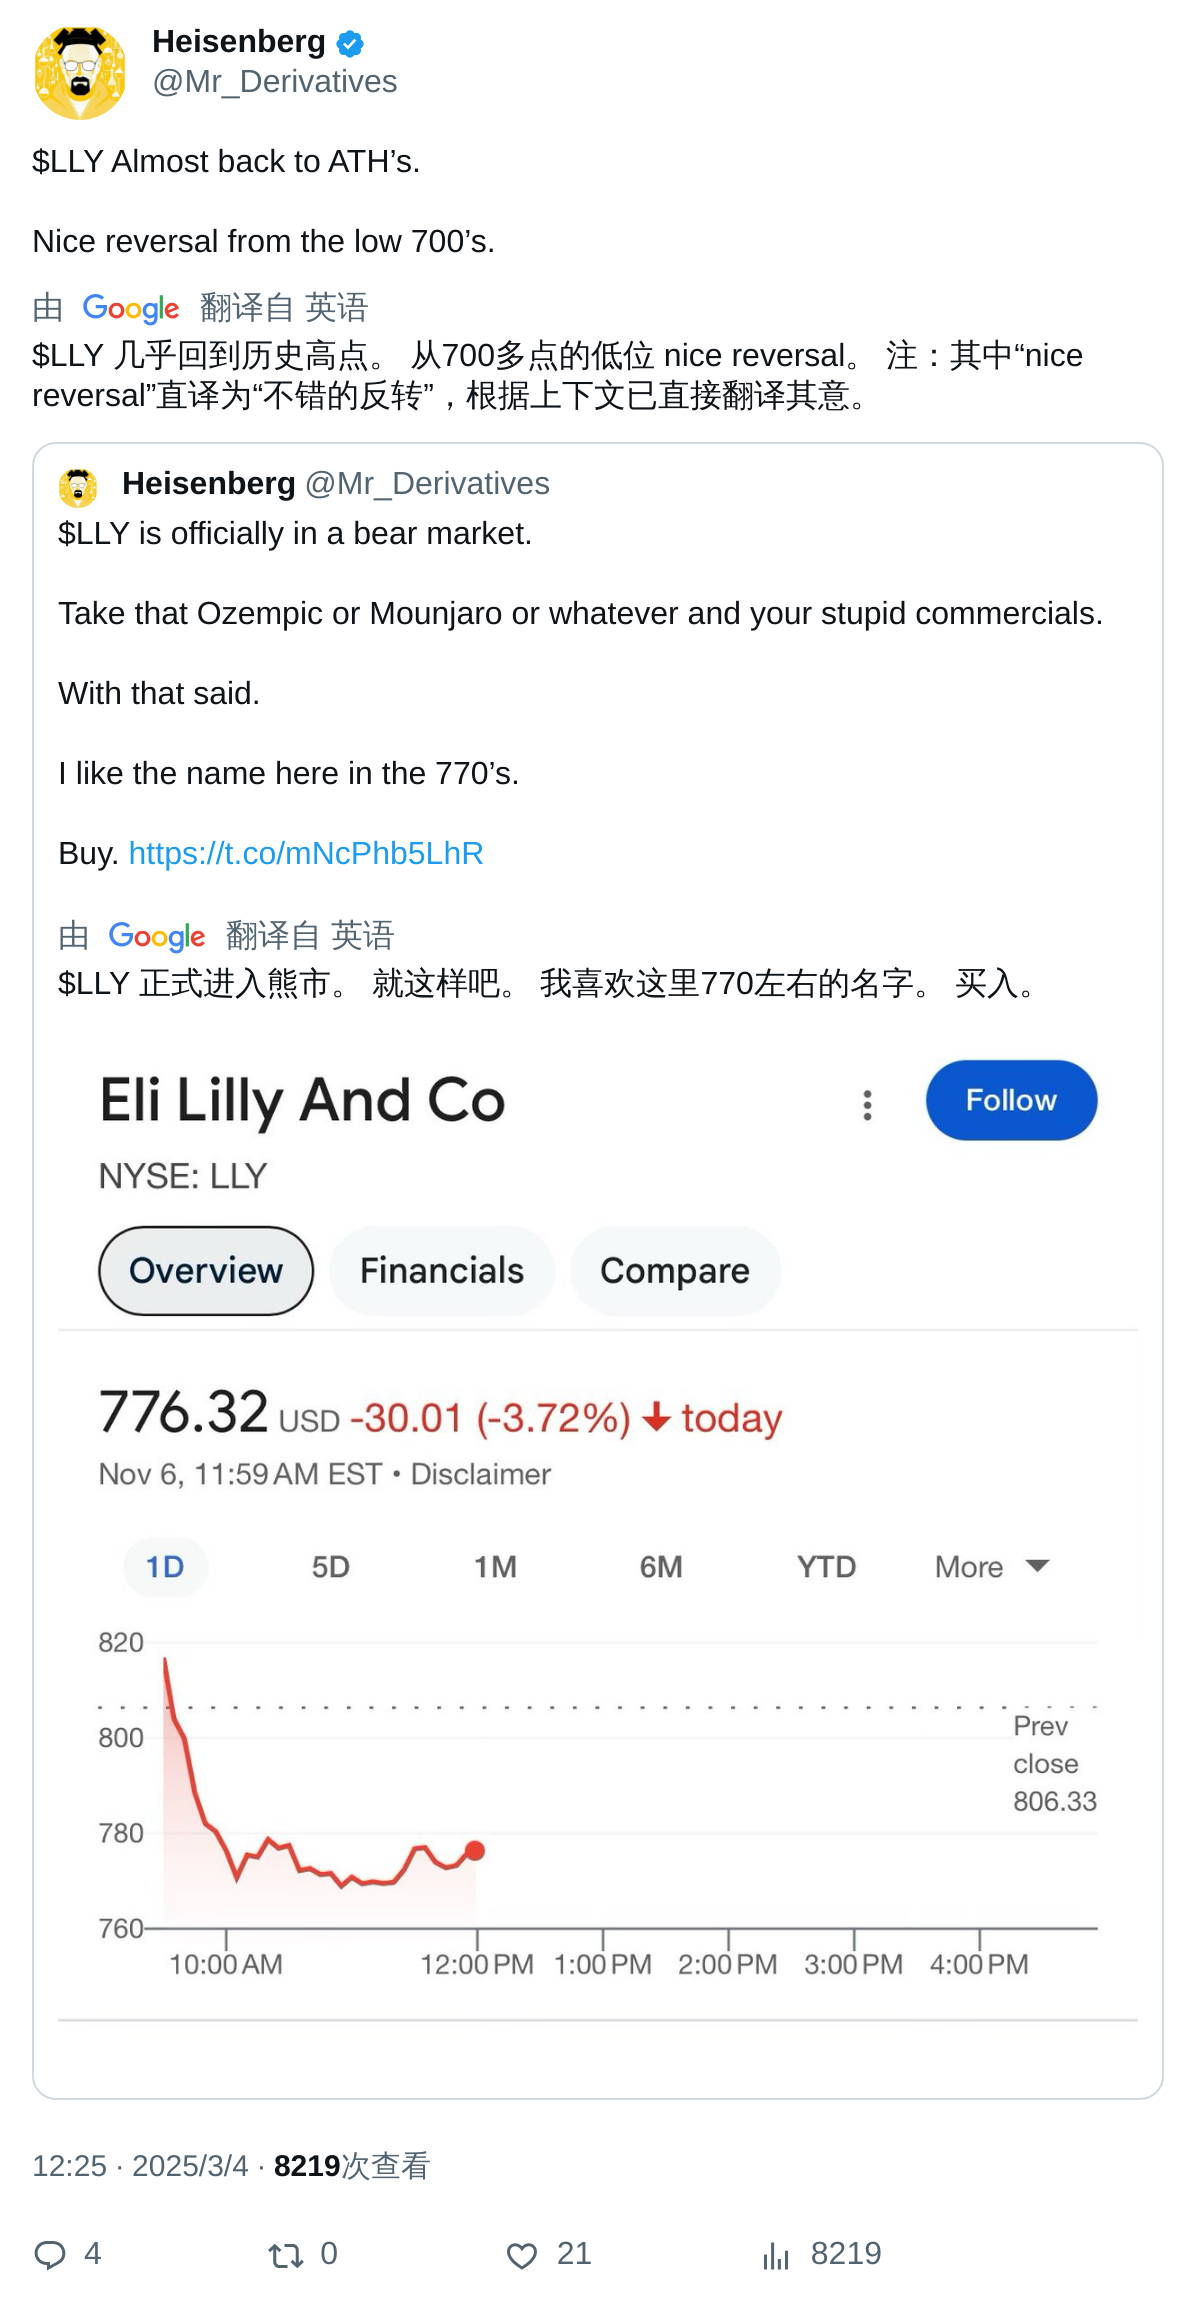 Heisenberg
@Mr_Derivatives
$LLY Almost back to ATH’s.
Nice reversal from the low 700’s.
由 Google 翻译自 英语
$LLY 几乎回到历史高点。 从700多点的低位 nice reversal。 注：其中“nice
reversal”直译为“不错的反转”，根据上下文已直接翻译其意。
Heisenberg @Mr_Derivatives
$LLY is officially in a bear market.
Take that Ozempic or Mounjaro or whatever and your stupid commercials.
With that said.
I like the name here in the 770’s.
Buy. https://t.co/mNcPhb5LhR
由 Google 翻译自 英语
$LLY 正式进入熊市。 就这样吧。 我喜欢这里770左右的名字。 买入。
Eli Lilly And Co
Follow
NYSE: LLY
Overview Financials Compare
776.32 USD -30.01 (-3.72%) today
Nov 6, 11:59 AM EST • Disclaimer
1D 5D 1M 6M YTD More
820
800
Prev
close
806.33
780
760
10:00 AM 12:00 PM 1:00 PM 2:00 PM 3:00 PM 4:00 PM
12:25 · 2025/3/4 · 8219次查看
4 0 21 8219